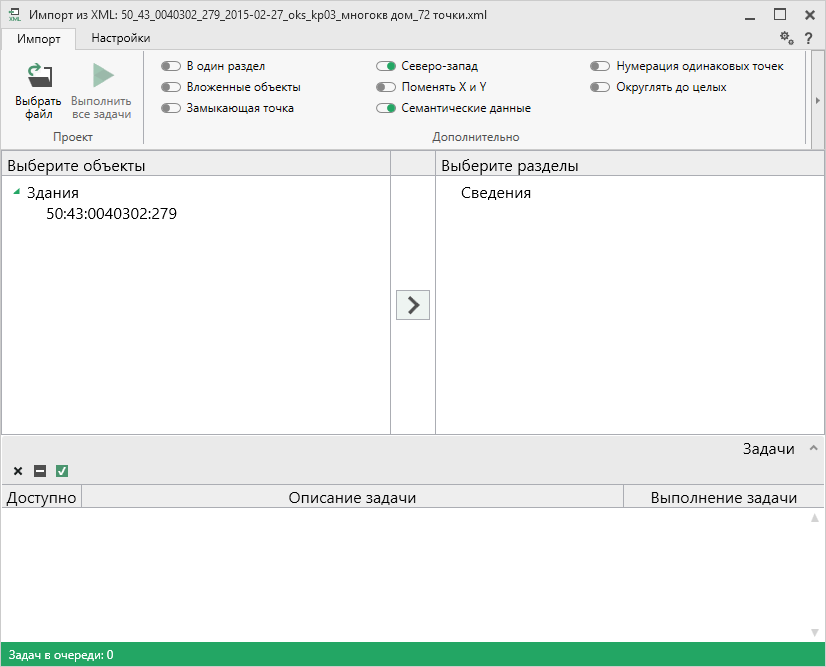 Импорт из XML: 50_43_0040302_279_2015-02-27_oks_kp03_многокв дом_72 точки.xml
Импорт
Настройки
?
Выбрать файл
Выполнить все задачи
Проект
В один раздел
Вложенные объекты
Замыкающая точка
Северо-запад
Поменять X и Y
Семантические данные
Нумерация одинаковых точек
Округлять до целых
Дополнительно
Выберите объекты
Выберите разделы
Здания
50:43:0040302:279
Сведения
Задачи
Доступно
Описание задачи
Выполнение задачи
Задач в очереди: 0